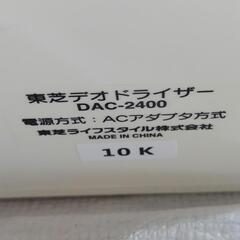 東芝デオドライザー
DAC-2400
電源方式：ACアダプタ方式
東芝ライフスタイル株式会社
MADE IN CHINA
10K